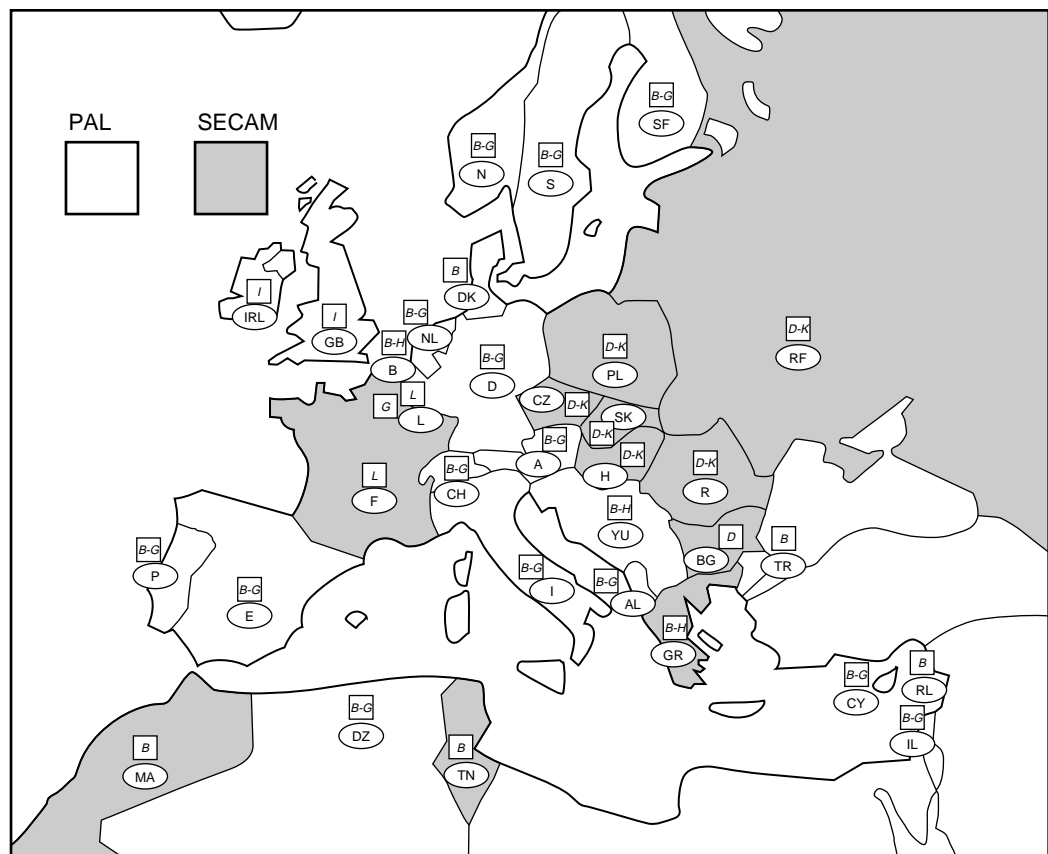 PAL SECAM
B-G
SF
B-G
N
B-G
S
B
DK
I
IRL
I
GB
B-G
NL
B-H
B
B-G
D
D-K
PL
D-K
RF
CZ
D-K
SK
D-K
G
L
L
B-G
A
D-K
H
B-G
CH
L
F
D-K
R
B-H
YU
D
BG
B
TR
B-G
P
B-G
E
B-G
I
B-G
AL
B-H
GR
B-G
CY
B
RL
B-G
IL
B
MA
B-G
DZ
B
TN